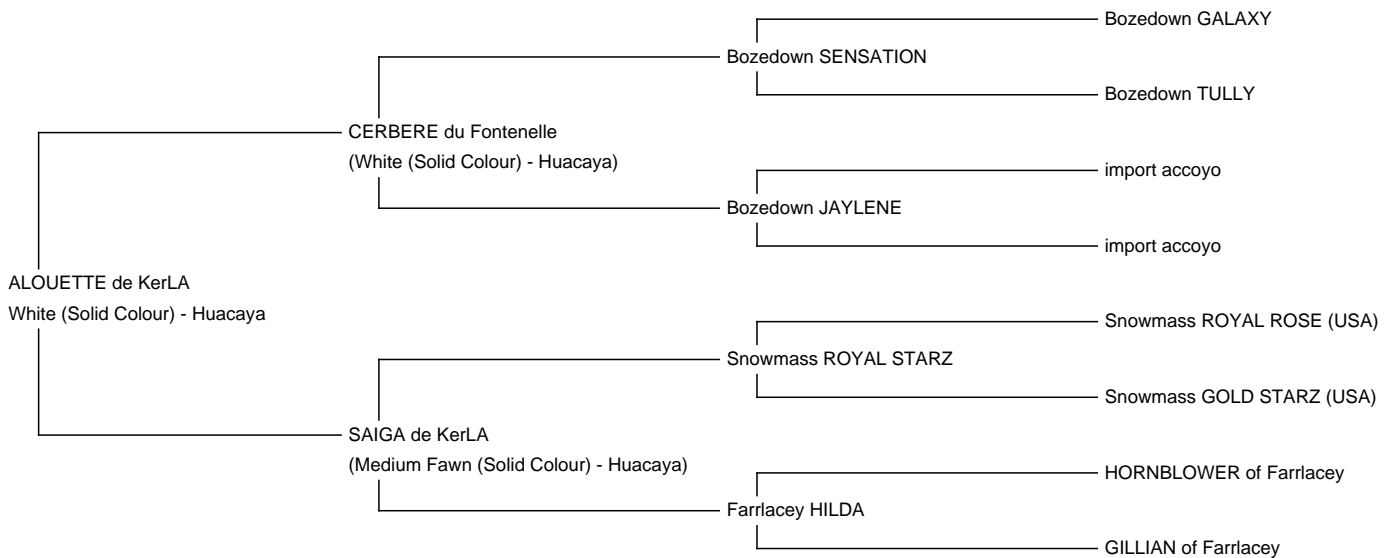 Bozedown GALAXY
Bozedown SENSATION
Bozedown TULLY
CERBERE du Fontenelle
(White (Solid Colour) - Huacaya)
import accoyo
Bozedown JAYLENE
import accoyo
ALOUETTE de KerLA
White (Solid Colour) - Huacaya
Snowmass ROYAL ROSE (USA)
Snowmass ROYAL STARZ
Snowmass GOLD STARZ (USA)
SAIGA de KerLA
(Medium Fawn (Solid Colour) - Huacaya)
HORNBLOWER of Farrlacey
Farrlacey HILDA
GILLIAN of Farrlacey